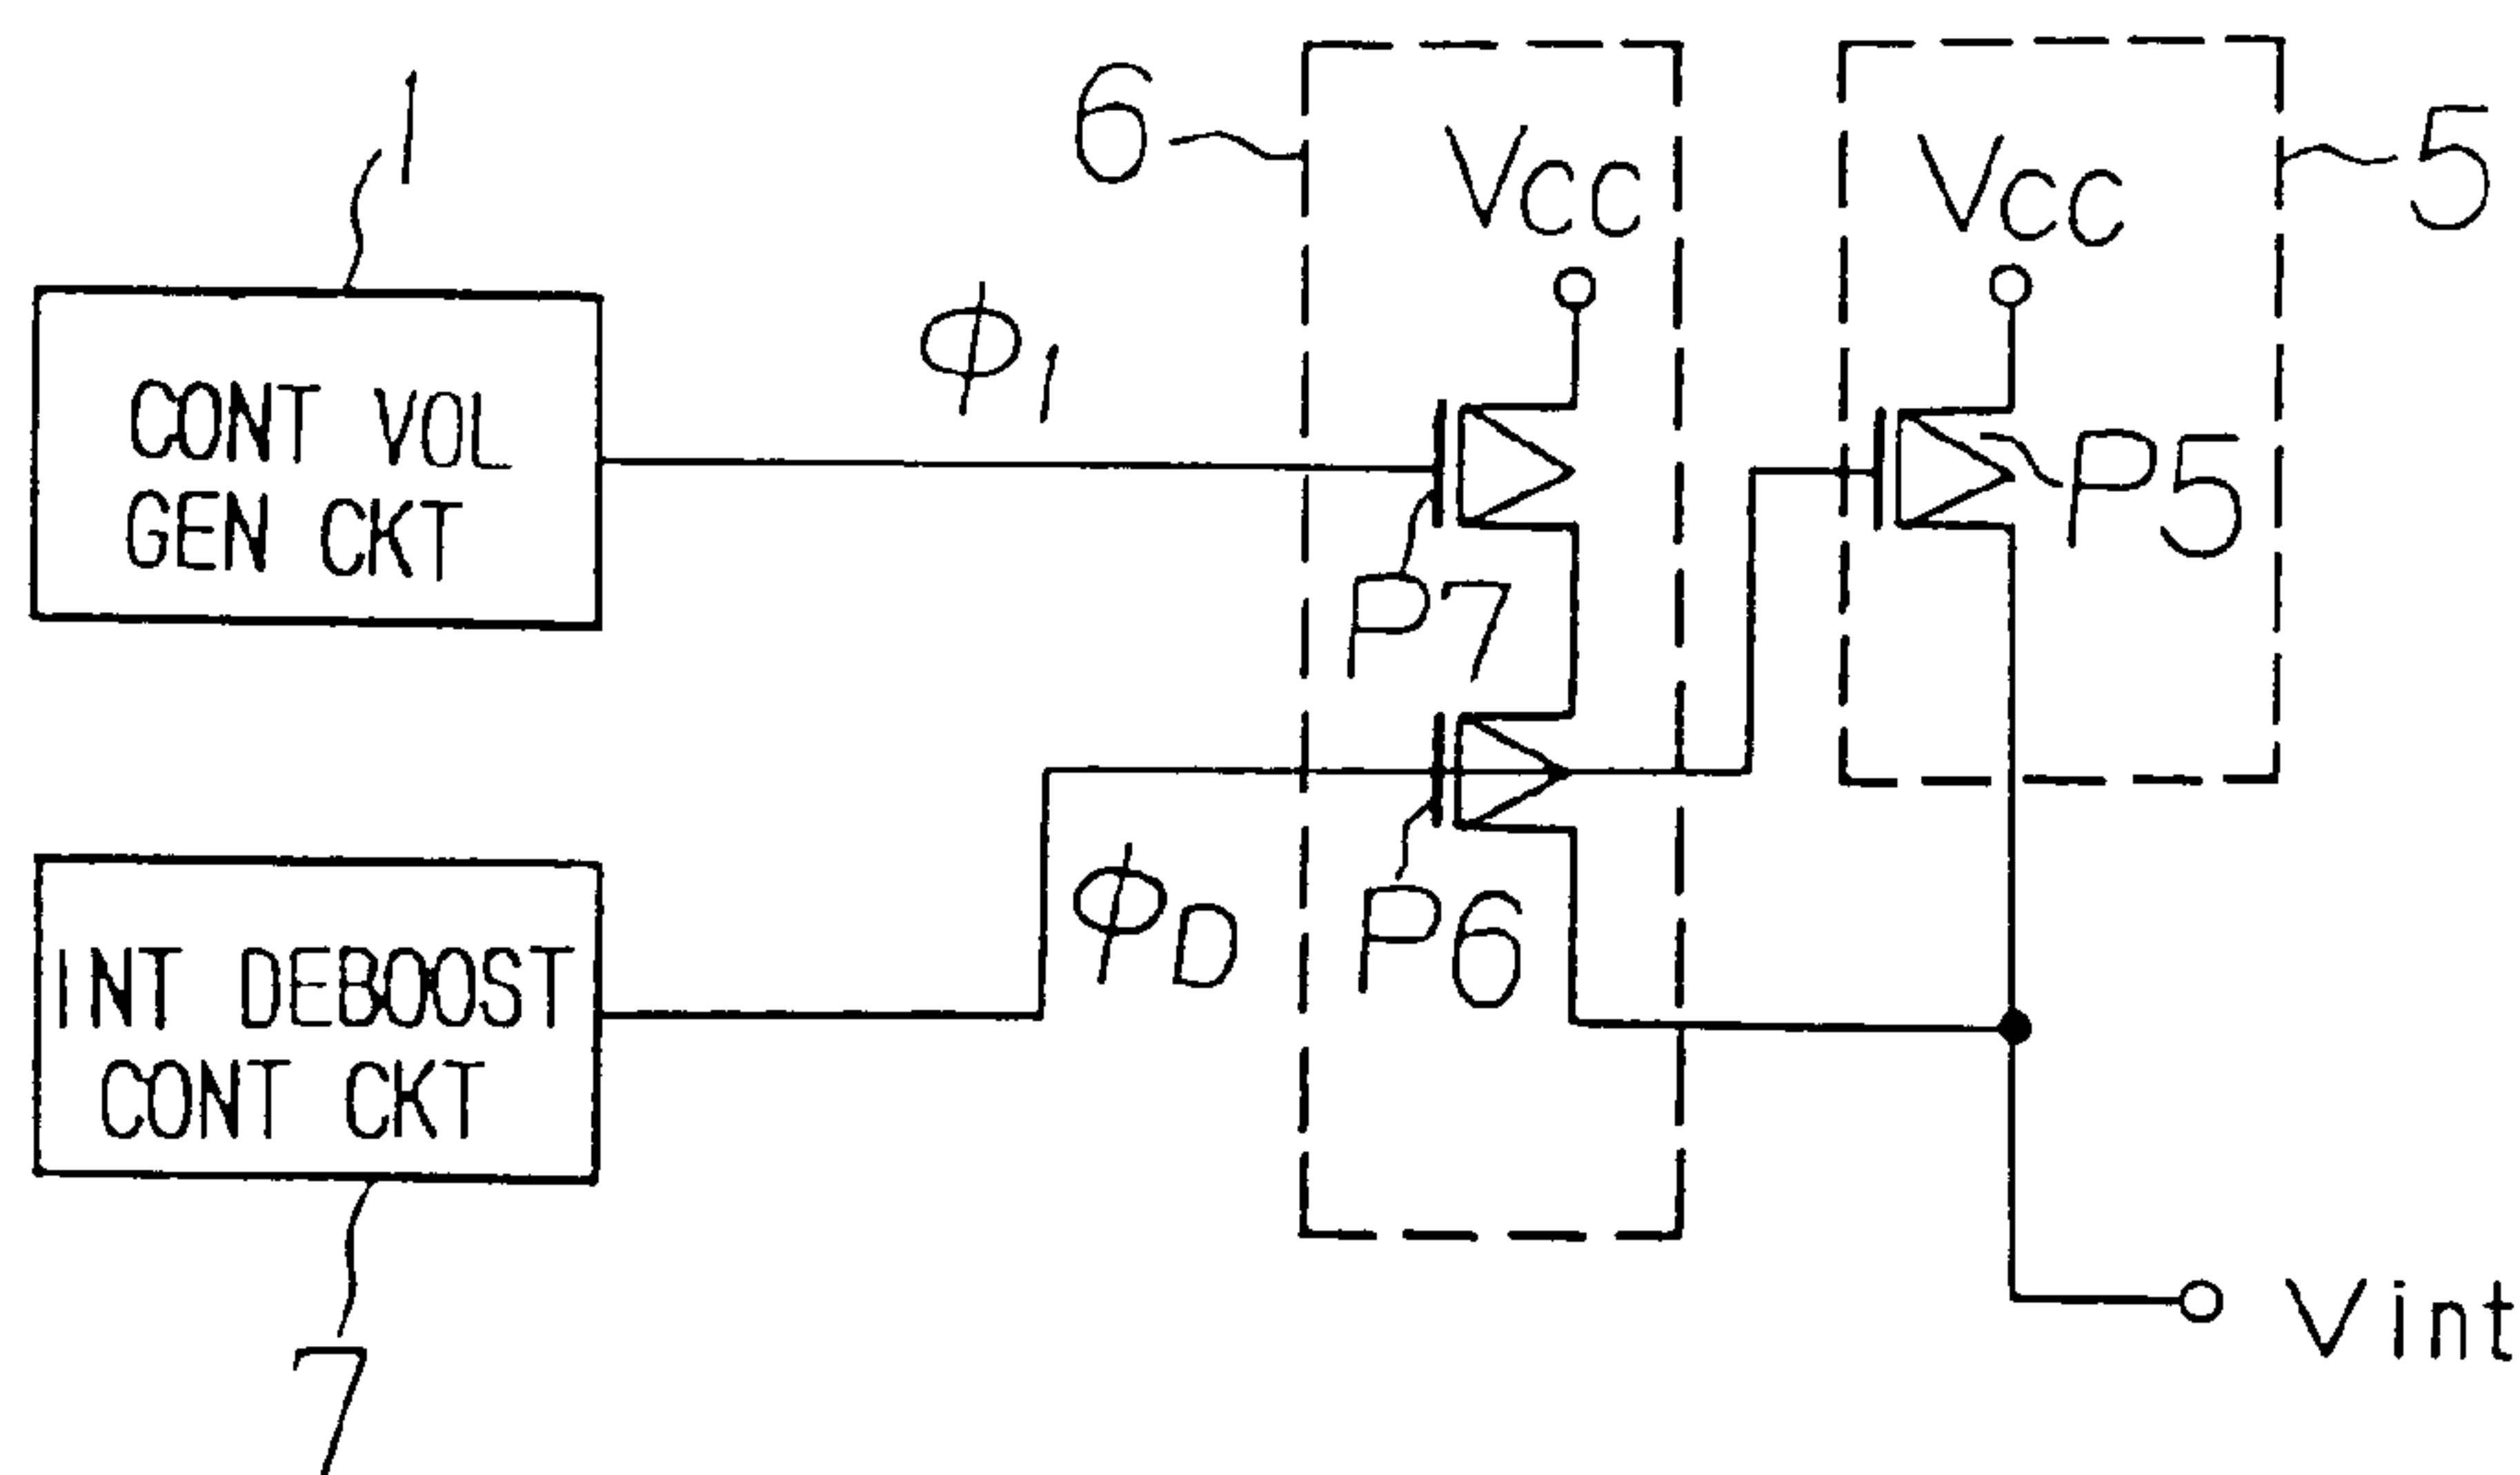 1
6
VCC
VCC
5
ϕ1
CONT VOL
GEN CKT
P5
P7
ϕD
P6
INT DEBOOST
CONT CKT
Vint
7